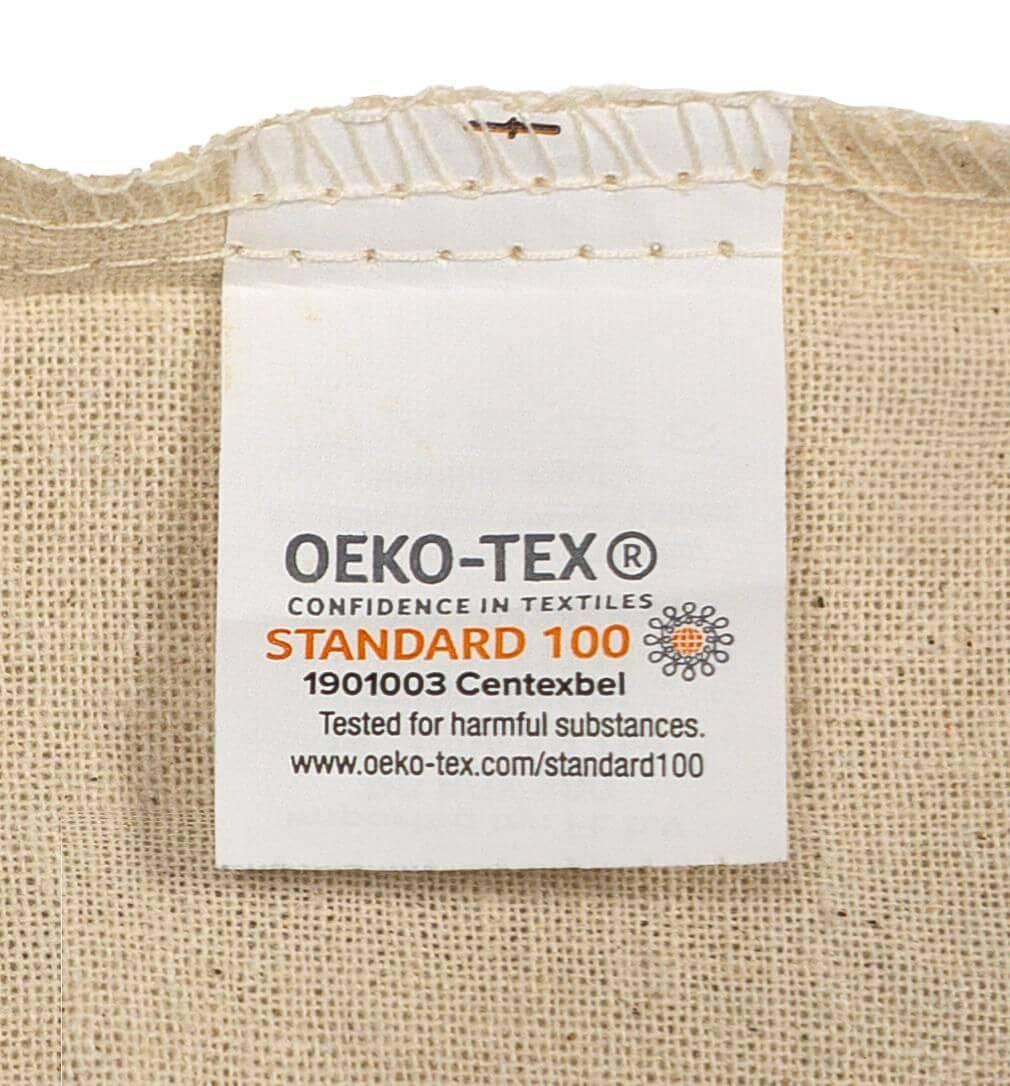 OEKO-TEX®
CONFIDENCE IN TEXTILES
STANDARD 100
1901003 Centexbel
Tested for harmful substances.
www.oeko-tex.com/standard100